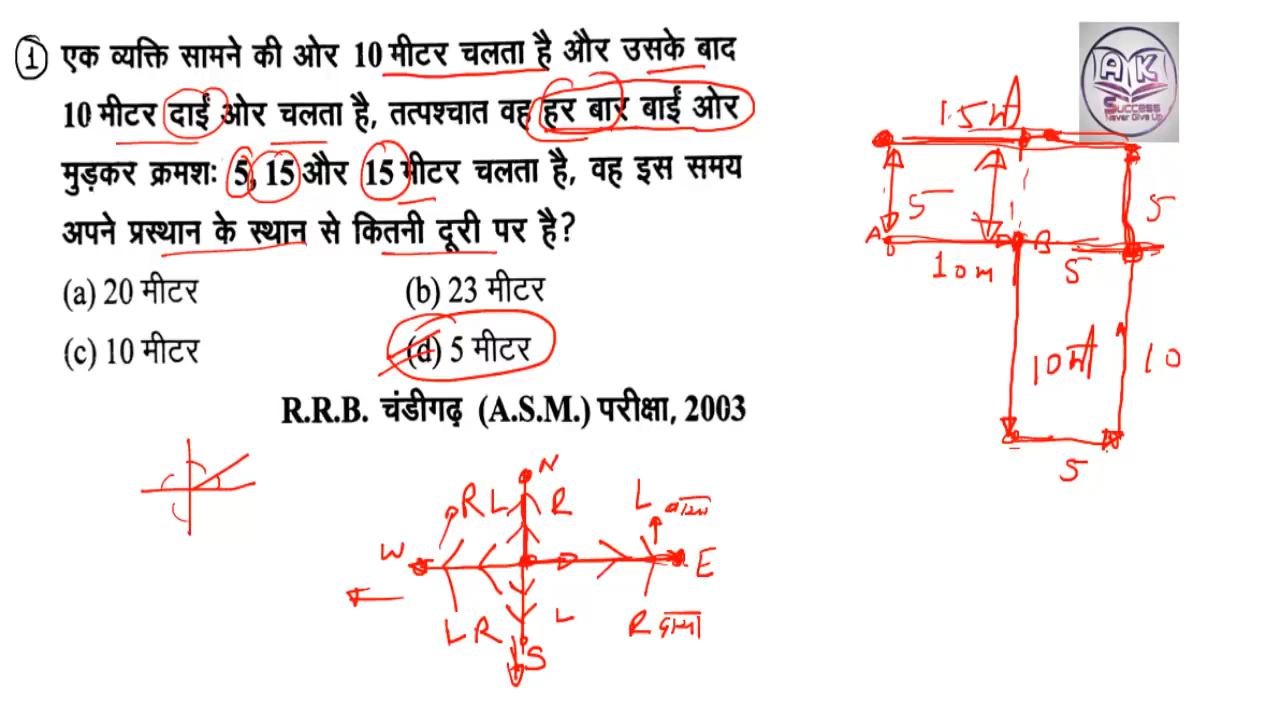 1 एक व्यक्ति सामने की ओर 10 मीटर चलता है और उसके बाद
10 मीटर दाईं ओर चलता है, तत्पश्चात वह हर बार बाईं ओर
मुड़कर क्रमशः 5, 15 और 15 मीटर चलता है, वह इस समय
अपने प्रस्थान के स्थान से कितनी दूरी पर है?
(a) 20 मीटर (b) 23 मीटर
(c) 10 मीटर (d) 5 मीटर
R.R.B. चंडीगढ़ (A.S.M.) परीक्षा, 2003
AK
Success
Never Give Up
5 5
A B
10 m 5
10 मी 10
5
N
R L R L
W E
L R L R
S